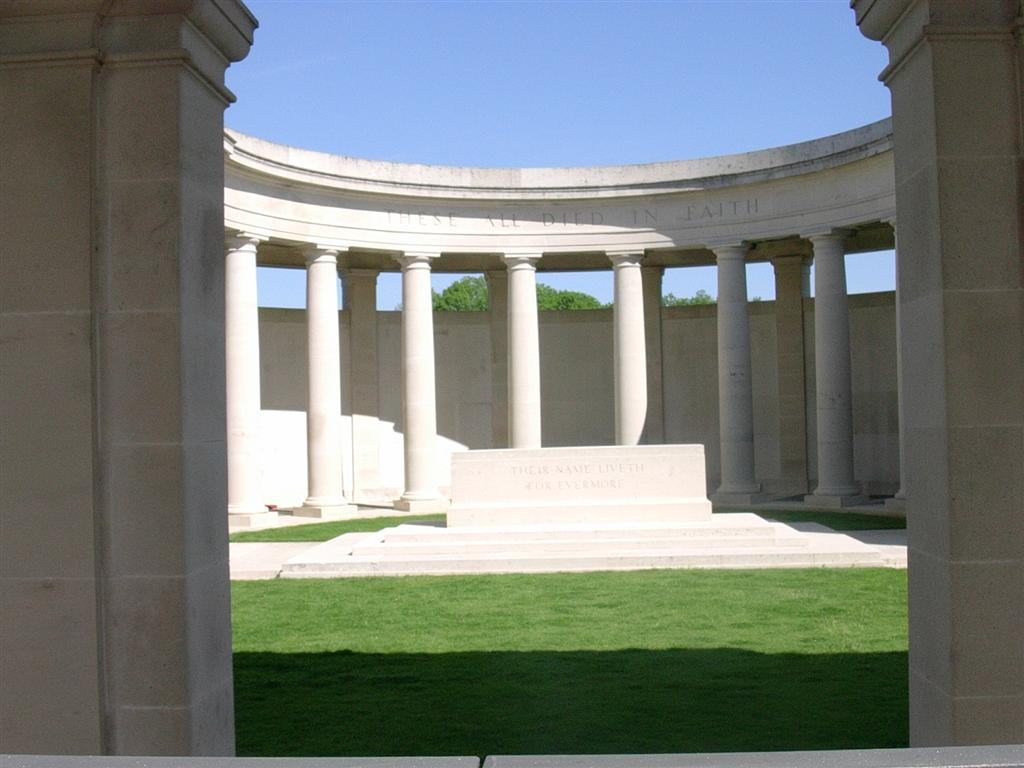 THESE ALL DIED IN FAITH
THEIR NAME LIVETH
FOR EVERMORE